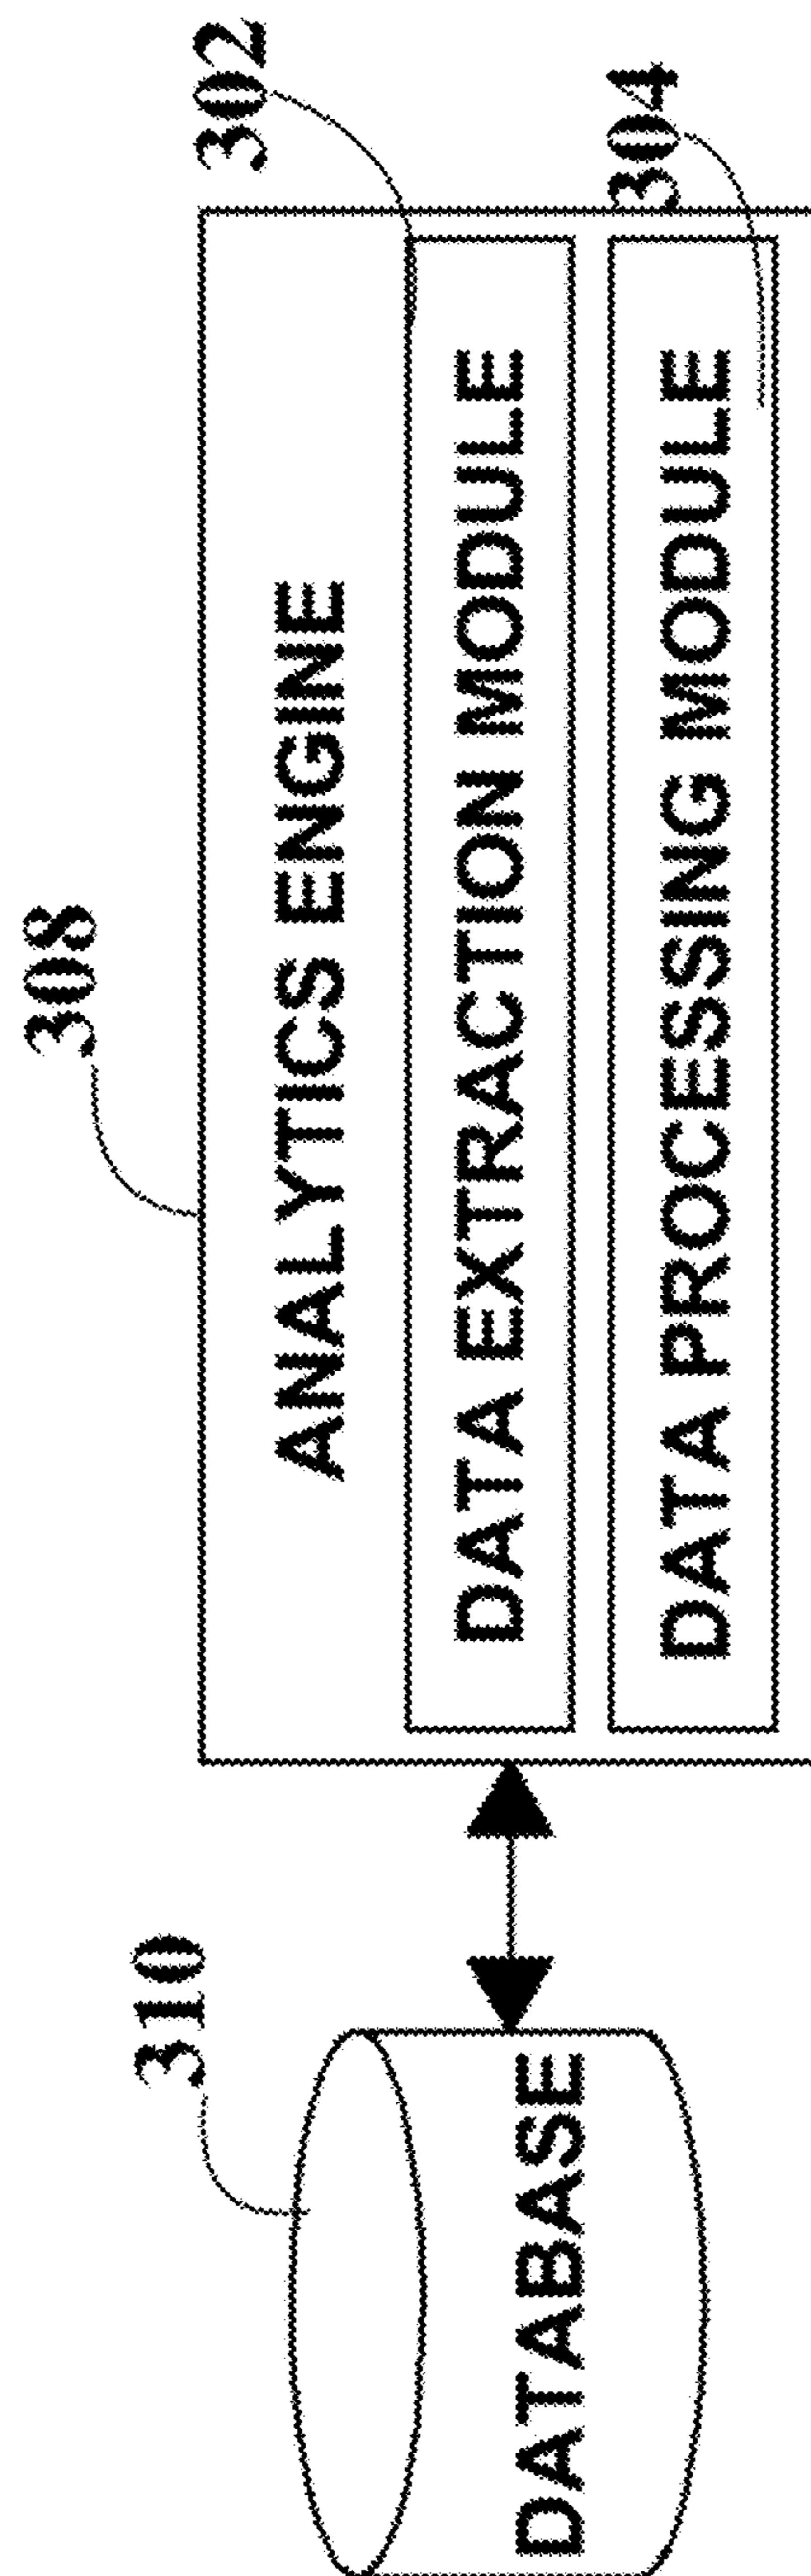 308
310
ANALYTICS ENGINE
302
DATA EXTRACTION MODULE
DATABASE
304
DATA PROCESSING MODULE